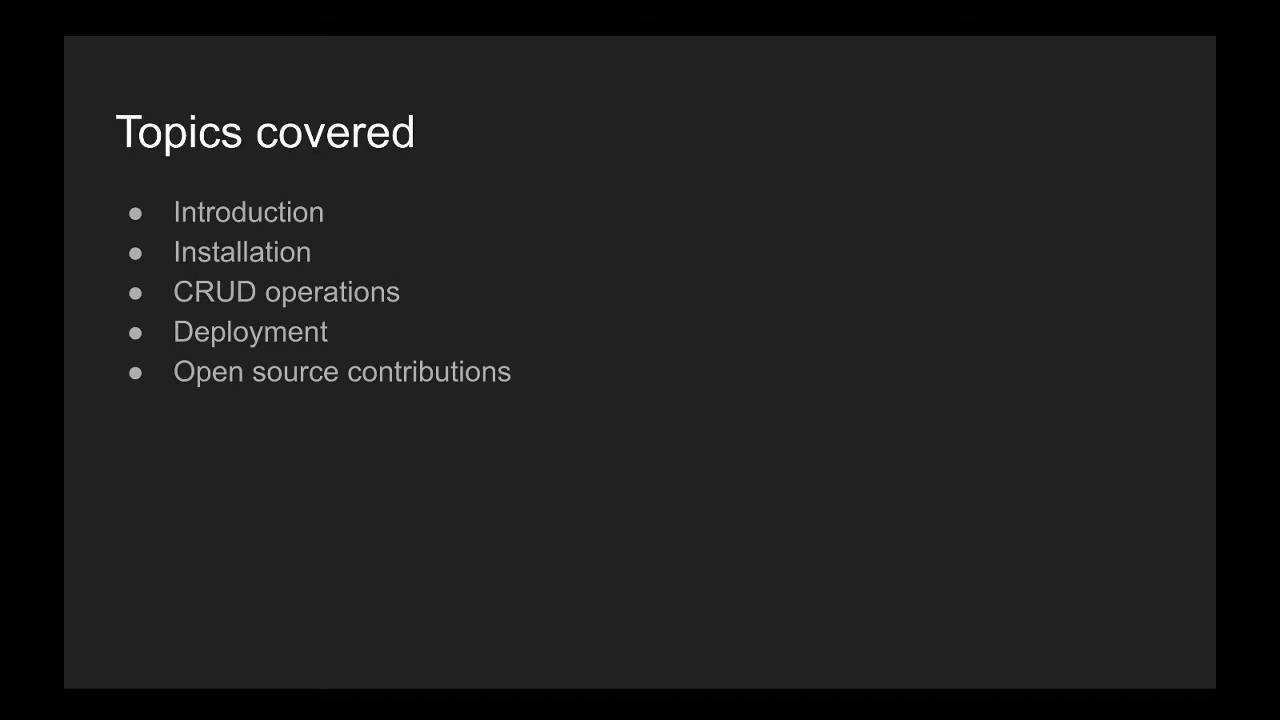 Topics covered
● Introduction
● Installation
● CRUD operations
● Deployment
● Open source contributions